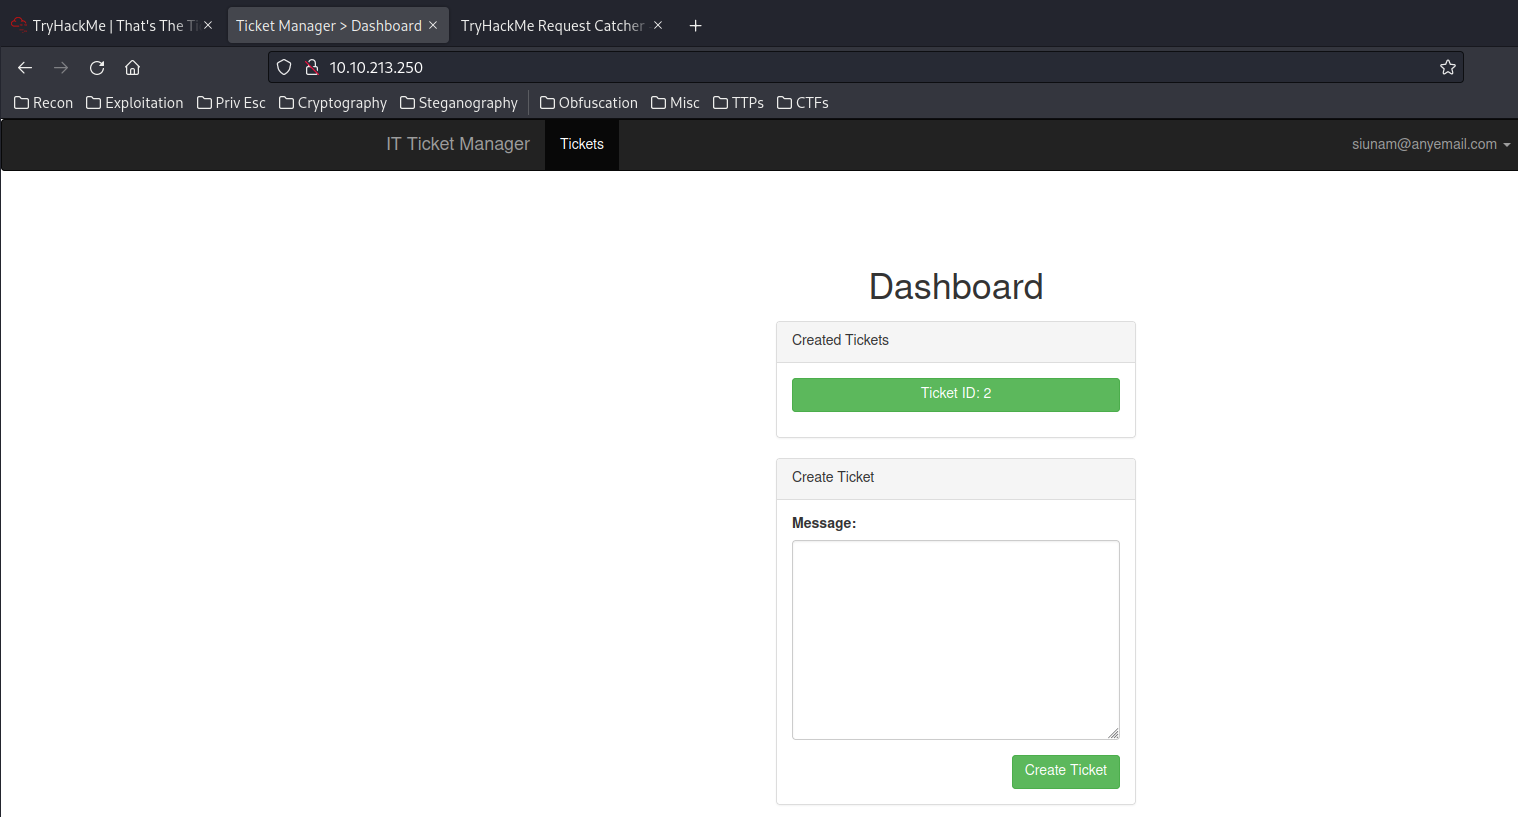 TryHackMe | That's The Ti
Ticket Manager > Dashboard
TryHackMe Request Catcher
10.10.213.250
Recon Exploitation Priv Esc Cryptography Steganography Obfuscation Misc TTPs CTFs
IT Ticket Manager Tickets siunam@anyemail.com
Dashboard
Created Tickets
Ticket ID: 2
Create Ticket
Message:
Create Ticket